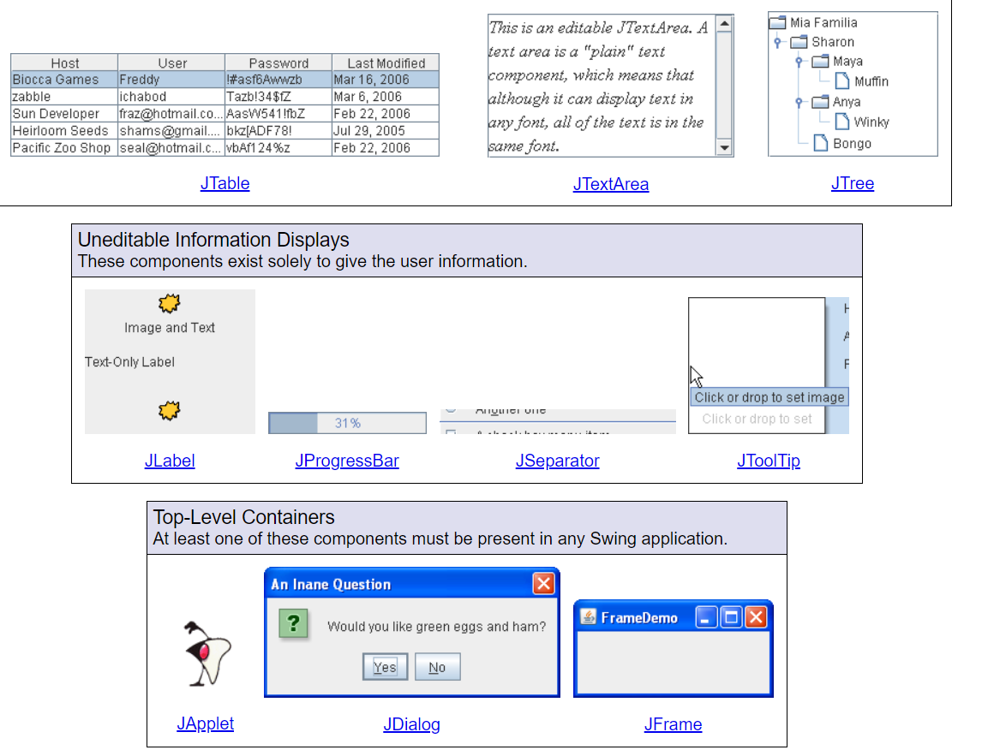 Host User Password Last Modified
Biocca Games Freddy !#asf6Awwzb Mar 16, 2006
zabble ichabod Tazb!34$fZ Mar 6, 2006
Sun Developer fraz@hotmail.co... AasW541!fbZ Feb 22, 2006
Heirloom Seeds shams@gmail.... bkz[ADF78! Jul 29, 2005
Pacific Zoo Shop seal@hotmail.c... vbAf124%z Feb 22, 2006
JTable
This is an editable JTextArea. A
text area is a "plain" text
component, which means that
although it can display text in
any font, all of the text is in the
same font.
JTextArea
Mia Familia
Sharon
Maya
Muffin
Anya
Winky
Bongo
JTree
Uneditable Information Displays
These components exist solely to give the user information.
Image and Text
Text-Only Label
JLabel
31%
JProgressBar
Another one
JSeparator
Click or drop to set image
Click or drop to set
JToolTip
Top-Level Containers
At least one of these components must be present in any Swing application.
JApplet
An Inane Question
Would you like green eggs and ham?
Yes No
JDialog
FrameDemo
JFrame